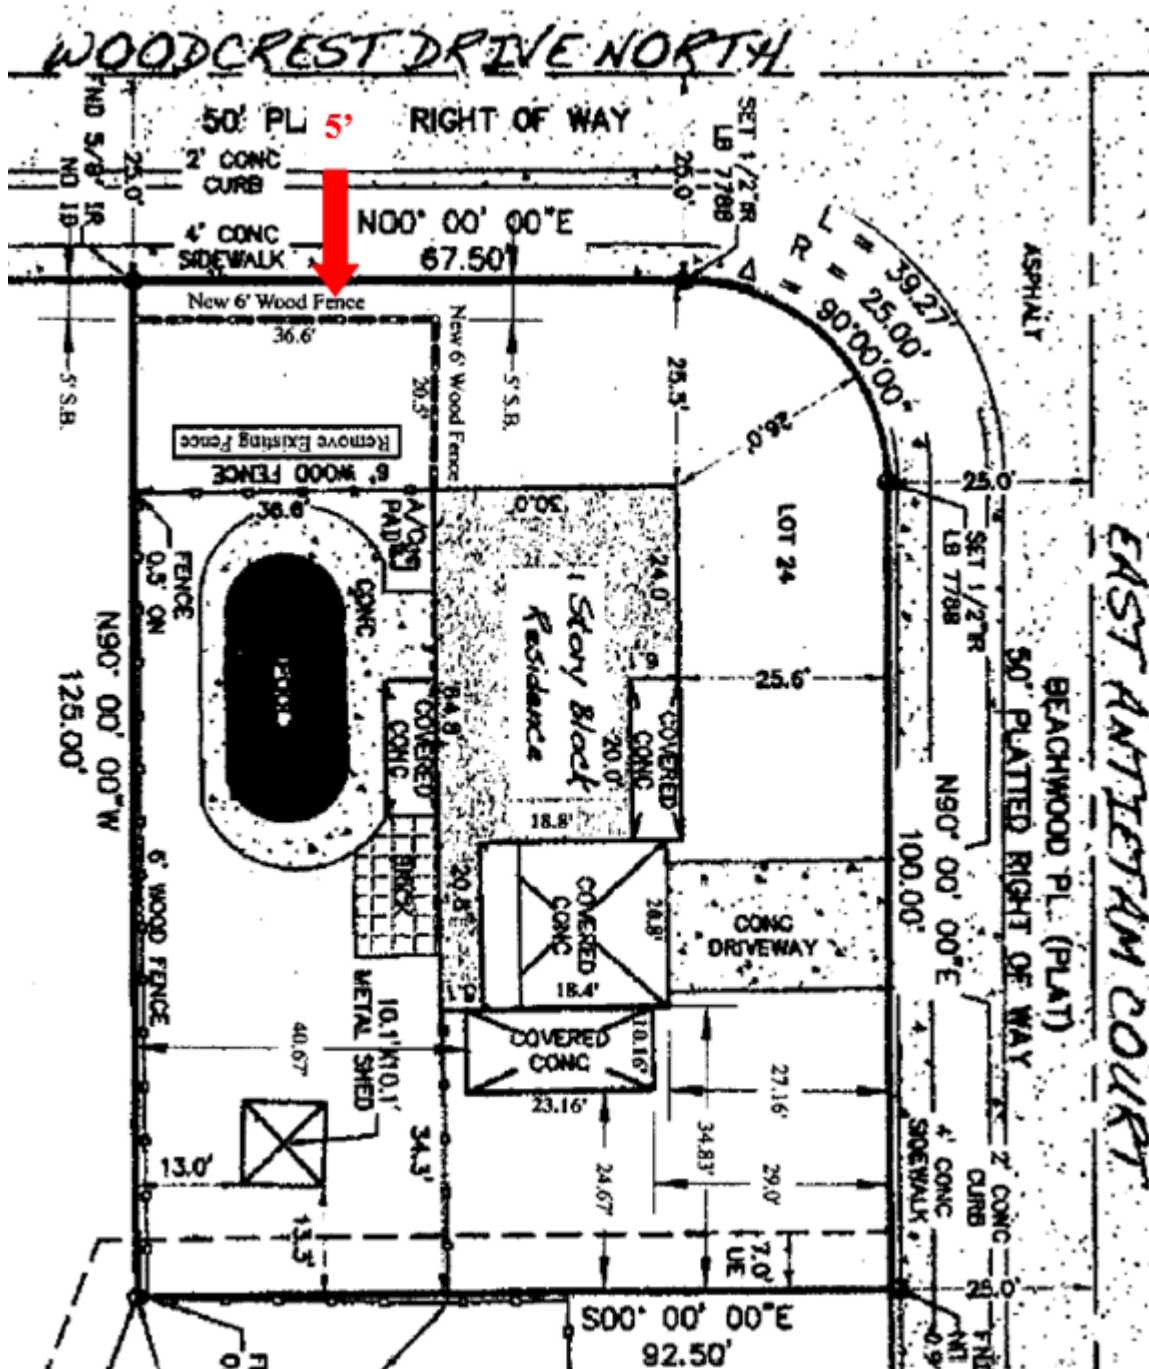 WOODCREST DRIVE NORTH
50' PL
5'
RIGHT OF WAY
2' CONC
CURB
4' CONC
SIDEWALK
FND 5/8" IR
25.0'
N00° 00' 00"E
67.50'
25.0'
SET 1/2"IR
LB 7788
L = 39.27'
R = 25.00'
Δ = 90°00'00"
ASPHALT
New 6' Wood Fence
36.6'
New 6' Wood Fence
20.5'
5' S.B.
5' S.B.
25.3'
26.0'
Remove Existing Fence
6' WOOD FENCE
36.6'
A/C
PAD
30.0'
LOT 24
25.0'
SET 1/2"IR
LB 7788
FENCE
0.5' ON
CONC
POOL
24.0'
1 Story Block
Residence
N90° 00' 00"W
125.00'
64.8'
COVERED
CONC
20.0'
COVERED
CONC
25.6'
EAST ANTIETAM COURT
BEACHWOOD PL (PLAT)
50' PLATTED RIGHT OF WAY
N90° 00' 00"E
100.00'
18.8'
BRICK
20.8'
COVERED
CONC
28.8'
18.4'
CONC
DRIVEWAY
6' WOOD FENCE
10.1'X10.1'
METAL SHED
40.67'
COVERED
CONC
10.16'
23.16'
27.16'
34.83'
29.0'
24.67'
34.3'
13.0'
13.3'
7.0'
UE
4' CONC
SIDEWALK
2' CONC
CURB
25.0'
S00° 00' 00"E
92.50'